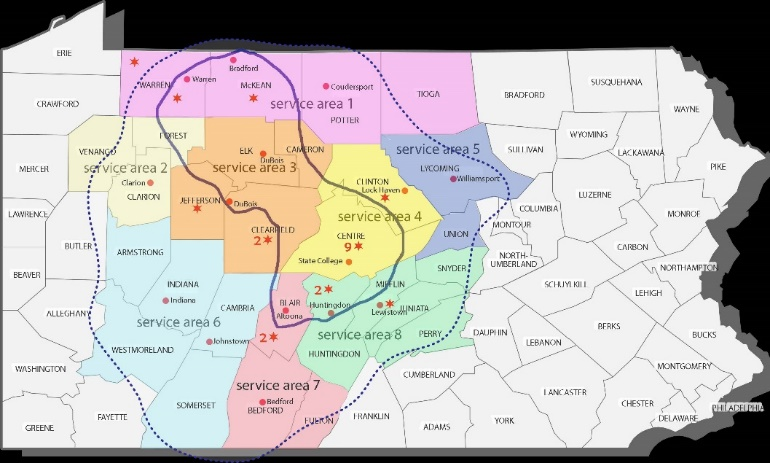 ERIE
WARREN
Warren
Bradford
McKEAN
Coudersport
TIOGA
BRADFORD
SUSQUEHANA
WAYNE
CRAWFORD
service area 1
POTTER
FOREST
WYOMING
LACKAWANA
PIKE
MERCER
VENANGO
service area 2
Clarion
CLARION
ELK
DuBois
CAMERON
service area 3
service area 5
LYCOMING
Williamsport
SULLIVAN
LUZERNE
MONROE
LAWRENCE
JEFFERSON
DuBois
CLINTON
Lock Haven
4
service area 4
COLUMBIA
MONTOUR
CARBON
BUTLER
CLEARFIELD
2
CENTRE
9
State College
UNION
NORTH-
UMBERLAND
NORTHAMPTON
BEAVER
ARMSTRONG
SNYDER
SCHUYLKILL
LEHIGH
ALLEGHANY
INDIANA
Indiana
CAMBRIA
BLAIR
Altoona
2
Huntingdon
MIFFLIN
Lewistown
JUNIATA
PERRY
DAUPHIN
BERKS
BUCKS
service area 6
Johnstown
2
service area 8
LEBANON
WESTMORELAND
HUNTINGDON
MONTGOMERY
WASHINGTON
service area 7
CUMBERLAND
LANCASTER
CHESTER
PHILADELPHIA
GREENE
FAYETTE
SOMERSET
Bedford
BEDFORD
FULTON
FRANKLIN
ADAMS
YORK
DELAWARE